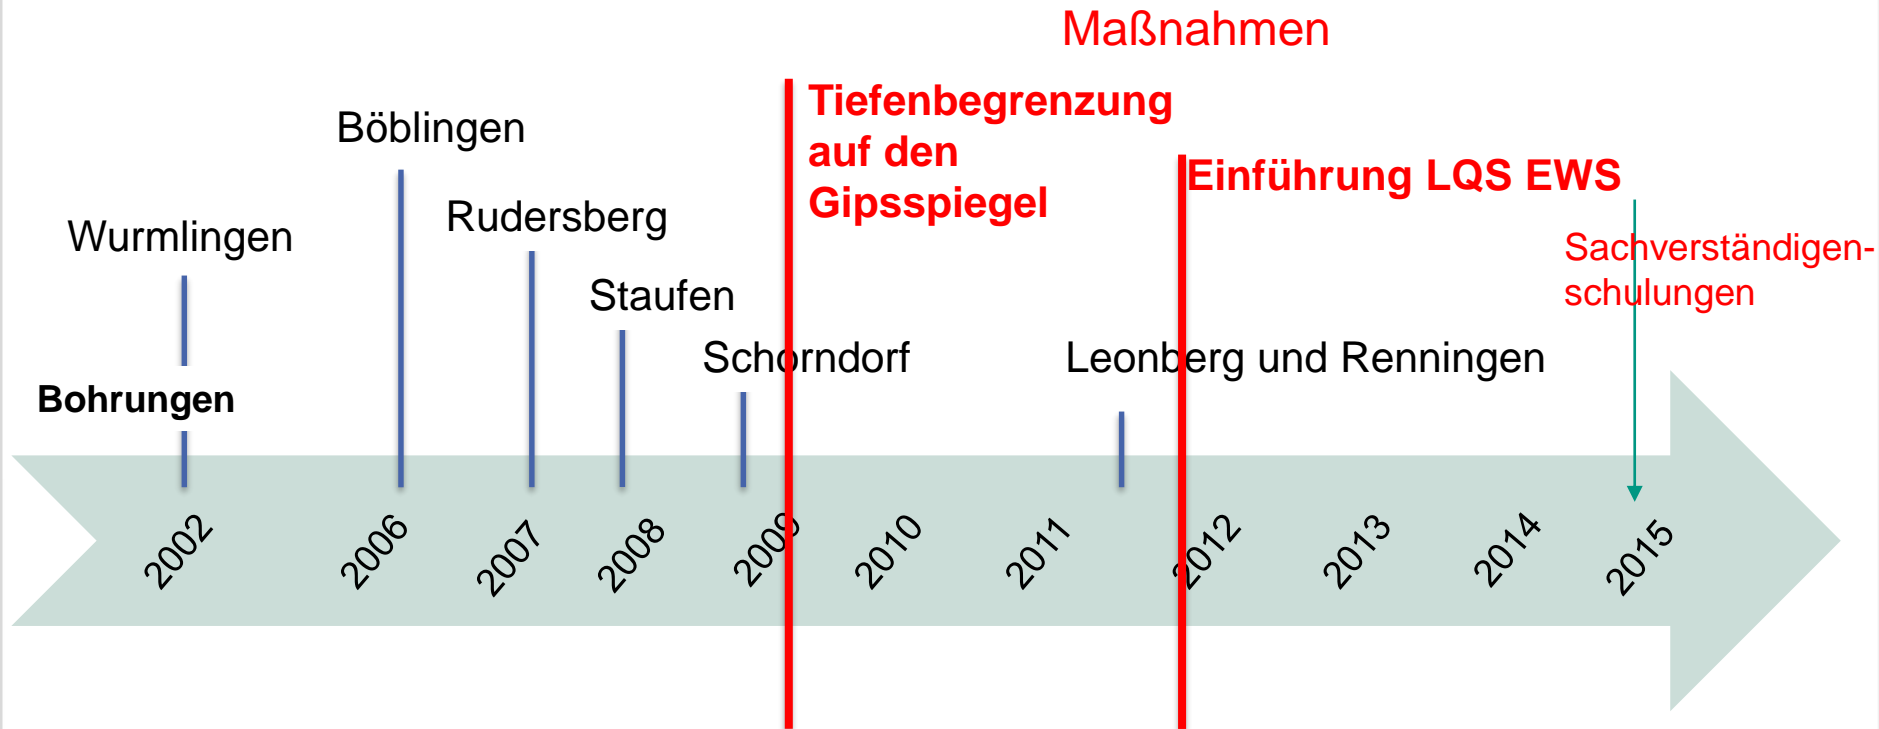 Maßnahmen
Tiefenbegrenzung
auf den
Gipsspiegel
Böblingen
Einführung LQS EWS
Rudersberg
Wurmlingen
Sachverständigen-
schulungen
Staufen
Schorndorf
Leonberg und Renningen
Bohrungen
2002
2006
2007
2008
2009
2010
2011
2012
2013
2014
2015